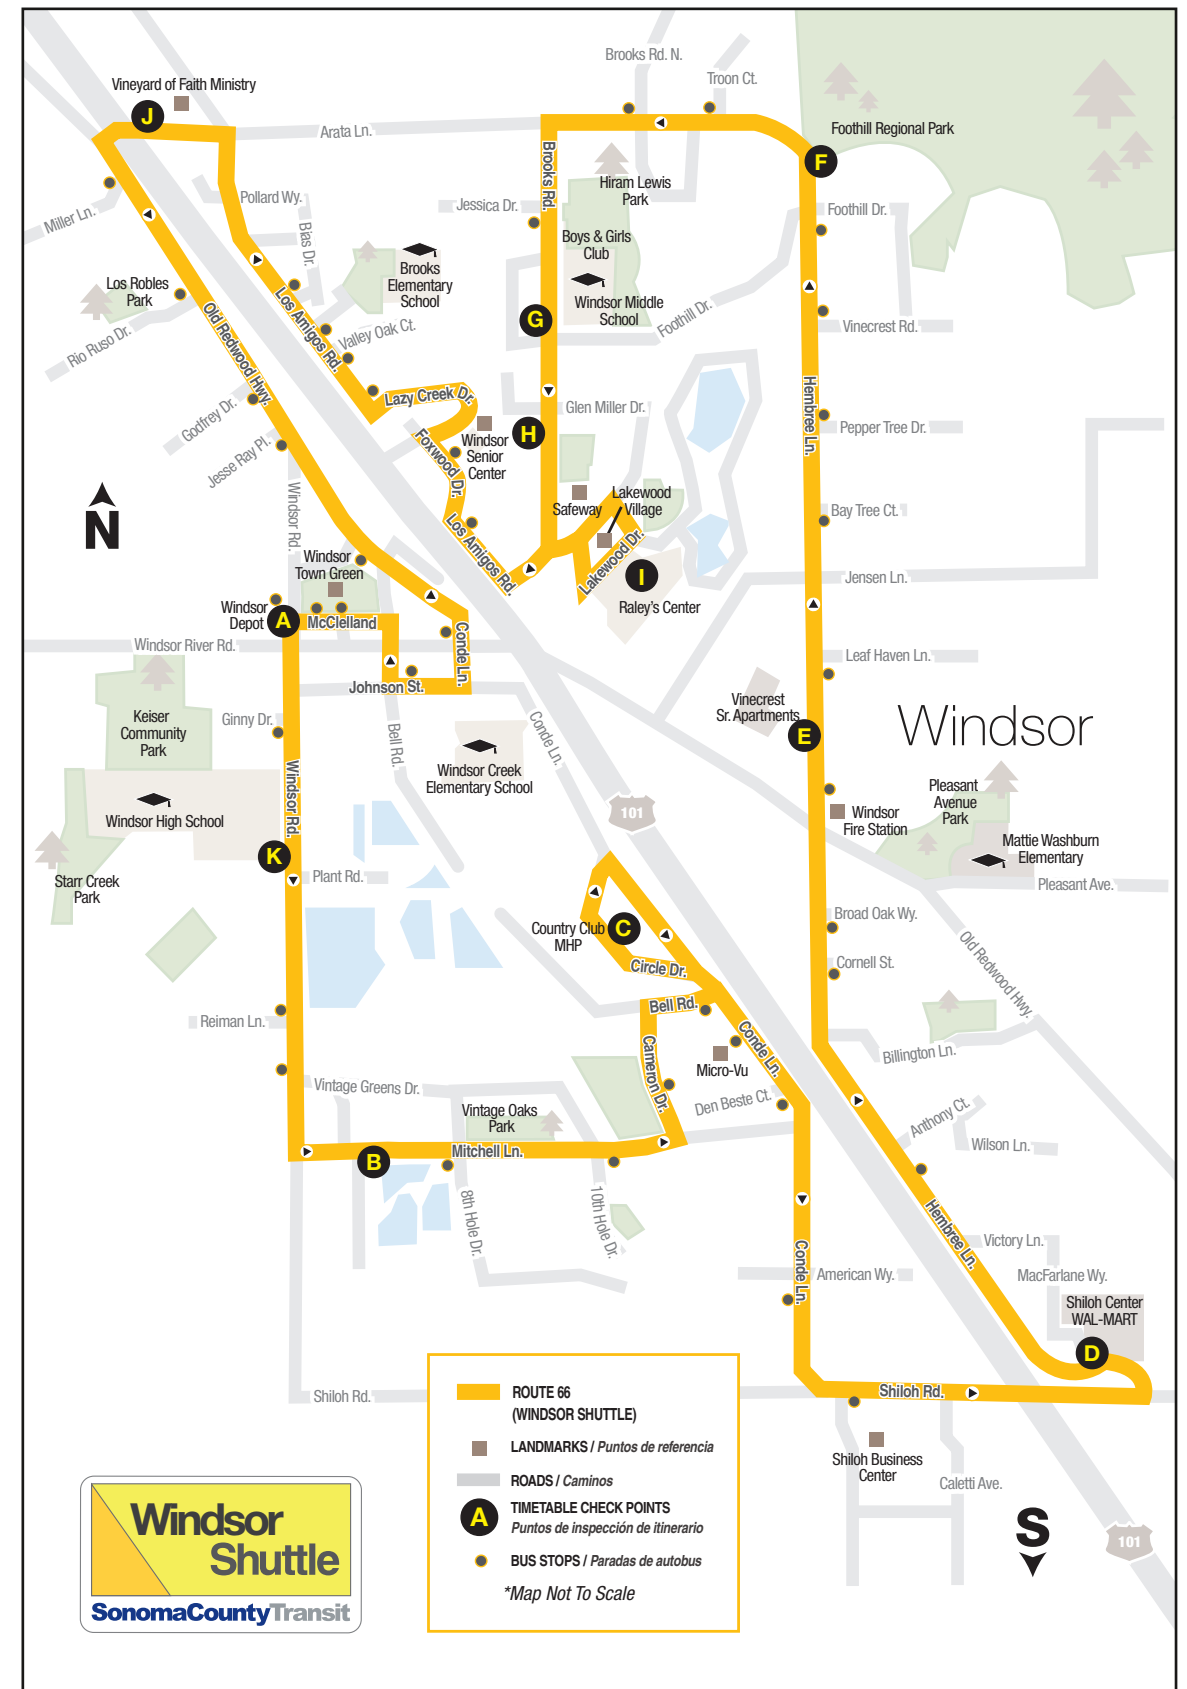 Brooks Rd. N.
Troon Ct.
Vineyard of Faith Ministry
J
Arata Ln.
Foothill Regional Park
F
Brooks Rd.
Hiram Lewis
Park
Pollard Wy.
Jessica Dr.
Foothill Dr.
Miller Ln.
Bias Dr.
Boys & Girls
Club
Brooks
Elementary
School
Los Robles
Park
Windsor Middle
School
Old Redwood Hwy.
Los Amigos Rd.
G
Foothill Dr.
Vinecrest Rd.
Valley Oak Ct.
Rio Ruso Dr.
Lazy Creek Dr.
Hembree Ln.
Glen Miller Dr.
Godfrey Dr.
Pepper Tree Dr.
H
Foxwood Dr.
Windsor
Senior
Center
Jesse Ray Pl.
Windsor Rd.
Lakewood
Village
Safeway
Bay Tree Ct.
N
Los Amigos Rd.
Lakewood Dr.
Windsor
Town Green
I
Jensen Ln.
Raley's Center
Windsor
Depot
A
McClelland
Conde Ln.
Windsor River Rd.
Leaf Haven Ln.
Johnson St.
Vinecrest
Sr. Apartments
Keiser
Community
Park
Ginny Dr.
Bell Rd.
Conde Ln.
E
Windsor
Windsor Rd.
Windsor Creek
Elementary School
Pleasant
Avenue
Park
101
Windsor
Fire Station
Windsor High School
Mattie Washburn
Elementary
K
Plant Rd.
Starr Creek
Park
Pleasant Ave.
Broad Oak Wy.
Country Club
MHP
C
Old Redwood Hwy.
Circle Dr.
Cornell St.
Bell Rd.
Reiman Ln.
Conde Ln.
Cameron Dr.
Billington Ln.
Micro-Vu
Vintage Greens Dr.
Den Beste Ct.
Anthony Ct.
Vintage Oaks
Park
Wilson Ln.
B
Mitchell Ln.
8th Hole Dr.
10th Hole Dr.
Hembree Ln.
Victory Ln.
Conde Ln.
American Wy.
MacFarlane Wy.
Shiloh Center
WAL-MART
D
Shiloh Rd.
Shiloh Rd.
Shiloh Business
Center
Caletti Ave.
S
101
ROUTE 66
(WINDSOR SHUTTLE)
LANDMARKS / Puntos de referencia
ROADS / Caminos
A
TIMETABLE CHECK POINTS
Puntos de inspección de itinerario
BUS STOPS / Paradas de autobus
*Map Not To Scale
Windsor
Shuttle
SonomaCountyTransit